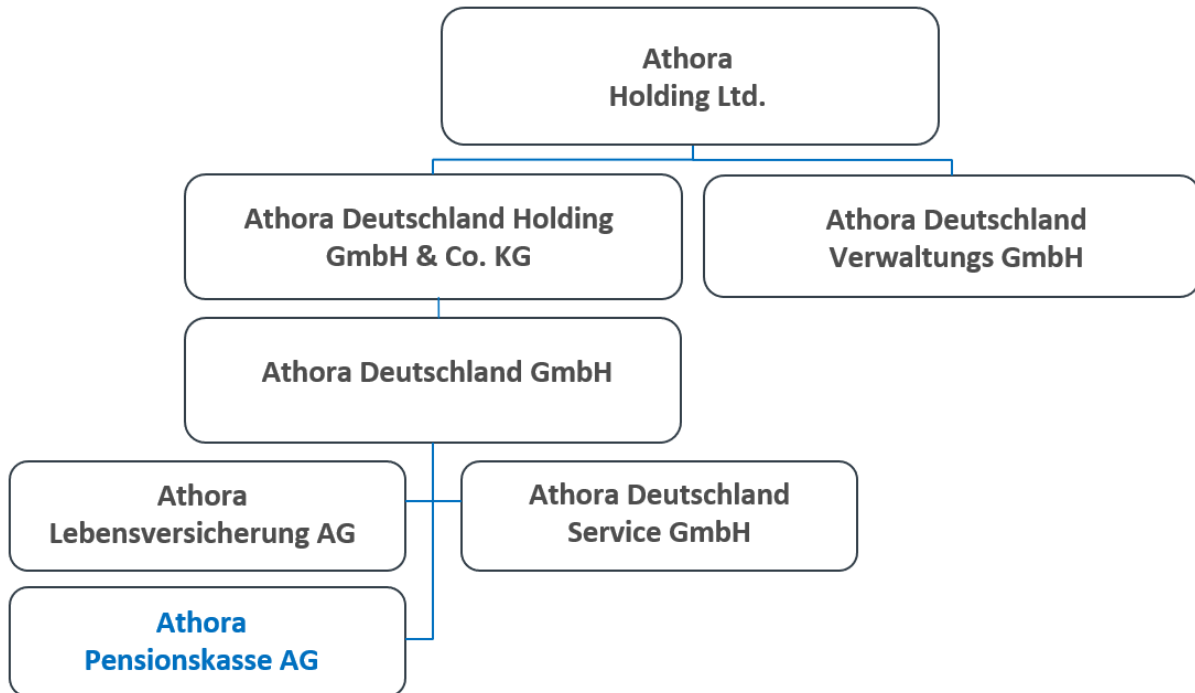 Athora
Holding Ltd.
Athora Deutschland Holding
GmbH & Co. KG
Athora Deutschland
Verwaltungs GmbH
Athora Deutschland GmbH
Athora
Lebensversicherung AG
Athora Deutschland
Service GmbH
Athora
Pensionskasse AG